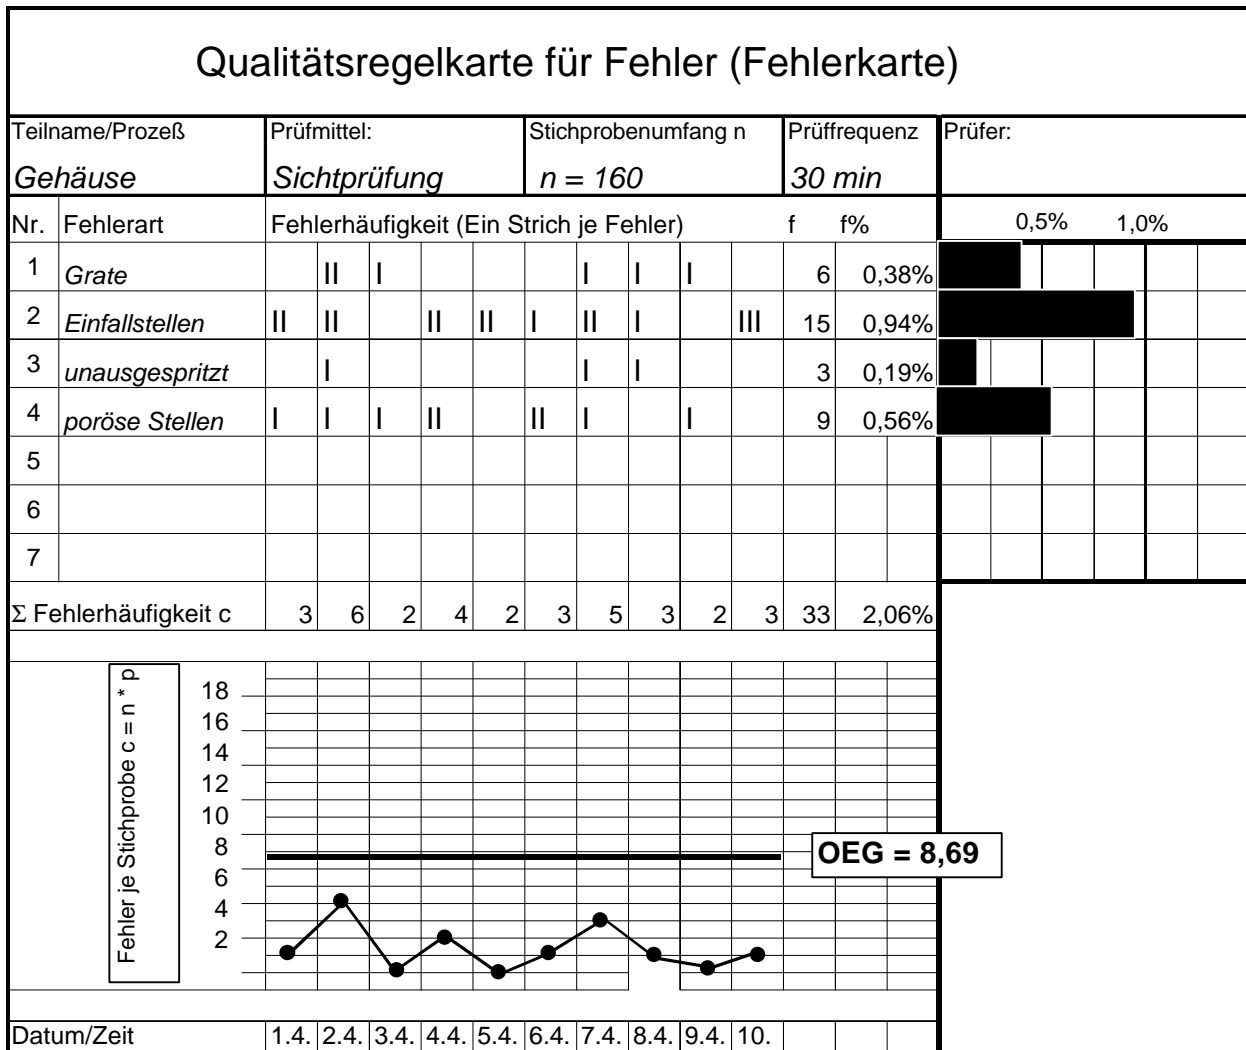 Qualitätsregelkarte für Fehler (Fehlerkarte)
Teilname/Prozeß Prüfmittel: Stichprobenumfang n Prüffrequenz Prüfer:
Gehäuse Sichtprüfung n = 160 30 min
Nr. Fehlerart Fehlerhäufigkeit (Ein Strich je Fehler) f f% 0,5% 1,0%
1 Grate II I I I I 6 0,38%
2 Einfallstellen II II II II I II I III 15 0,94%
3 unausgespritzt I I I 3 0,19%
4 poröse Stellen I I I II II I I 9 0,56%
5
6
7
Σ Fehlerhäufigkeit c 3 6 2 4 2 3 5 3 2 3 33 2,06%
Fehler je Stichprobe c = n * p
18
16
14
12
10
8
6
4
2
OEG = 8,69
Datum/Zeit 1.4. 2.4. 3.4. 4.4. 5.4. 6.4. 7.4. 8.4. 9.4. 10.